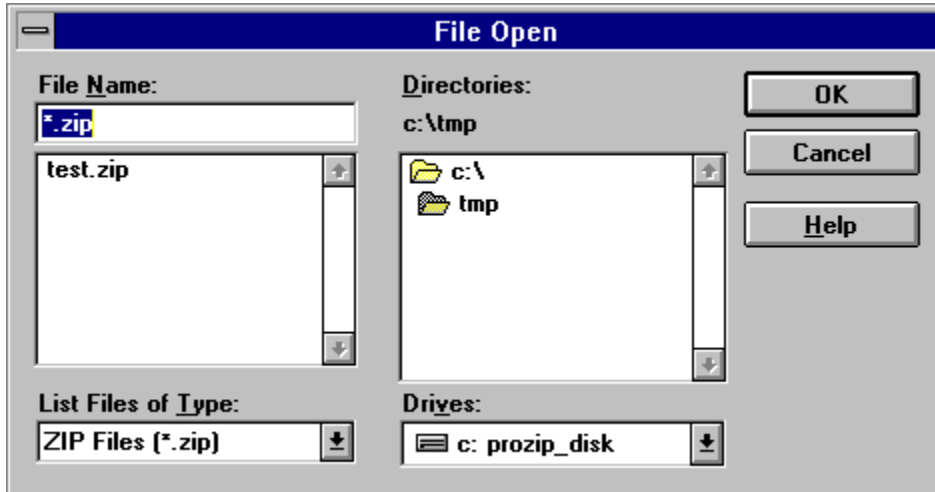 File Open
File Name:
*.zip
test.zip
List Files of Type:
ZIP Files (*.zip)
Directories:
c:\tmp
c:\
tmp
Drives:
c: prozip_disk
OK
Cancel
Help